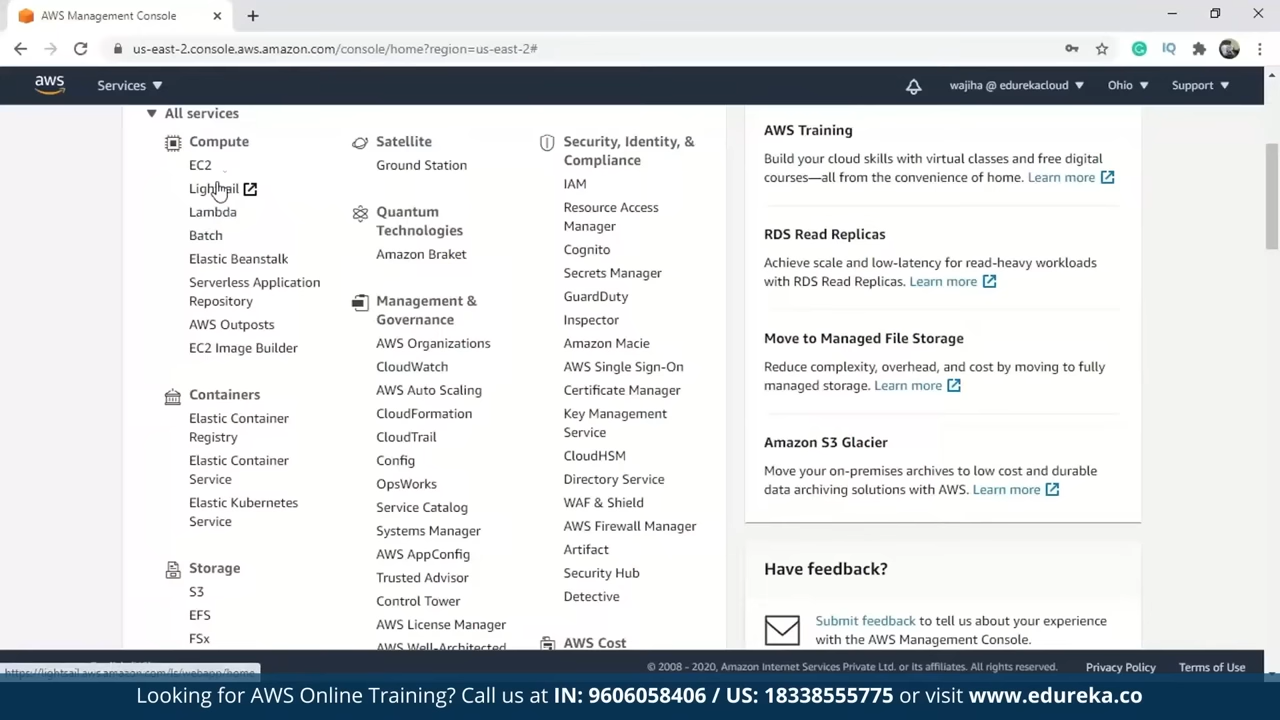 AWS Management Console
us-east-2.console.aws.amazon.com/console/home?region=us-east-2#
IQ
aws
Services
wajiha @ edurekacloud
Ohio
Support
All services
Compute
EC2
Lightsail
Lambda
Batch
Elastic Beanstalk
Serverless Application
Repository
AWS Outposts
EC2 Image Builder
Containers
Elastic Container
Registry
Elastic Container
Service
Elastic Kubernetes
Service
Storage
S3
EFS
FSx
Satellite
Ground Station
Quantum
Technologies
Amazon Braket
Management &
Governance
AWS Organizations
CloudWatch
AWS Auto Scaling
CloudFormation
CloudTrail
Config
OpsWorks
Service Catalog
Systems Manager
AWS AppConfig
Trusted Advisor
Control Tower
AWS License Manager
AWS Well-Architected
Security, Identity, &
Compliance
IAM
Resource Access
Manager
Cognito
Secrets Manager
GuardDuty
Inspector
Amazon Macie
AWS Single Sign-On
Certificate Manager
Key Management
Service
CloudHSM
Directory Service
WAF & Shield
AWS Firewall Manager
Artifact
Security Hub
Detective
AWS Cost
AWS Training
Build your cloud skills with virtual classes and free digital
courses—all from the convenience of home. Learn more
RDS Read Replicas
Achieve scale and low-latency for read-heavy workloads
with RDS Read Replicas. Learn more
Move to Managed File Storage
Reduce complexity, overhead, and cost by moving to fully
managed storage. Learn more
Amazon S3 Glacier
Move your on-premises archives to low cost and durable
data archiving solutions with AWS. Learn more
Have feedback?
Submit feedback to tell us about your experience
with the AWS Management Console.
https://lightsail.aws.amazon.com/ls/webapp/home
© 2008 - 2020, Amazon Internet Services Private Ltd. or its affiliates. All rights reserved.
Privacy Policy
Terms of Use
Looking for AWS Online Training? Call us at IN: 9606058406 / US: 18338555775 or visit www.edureka.co